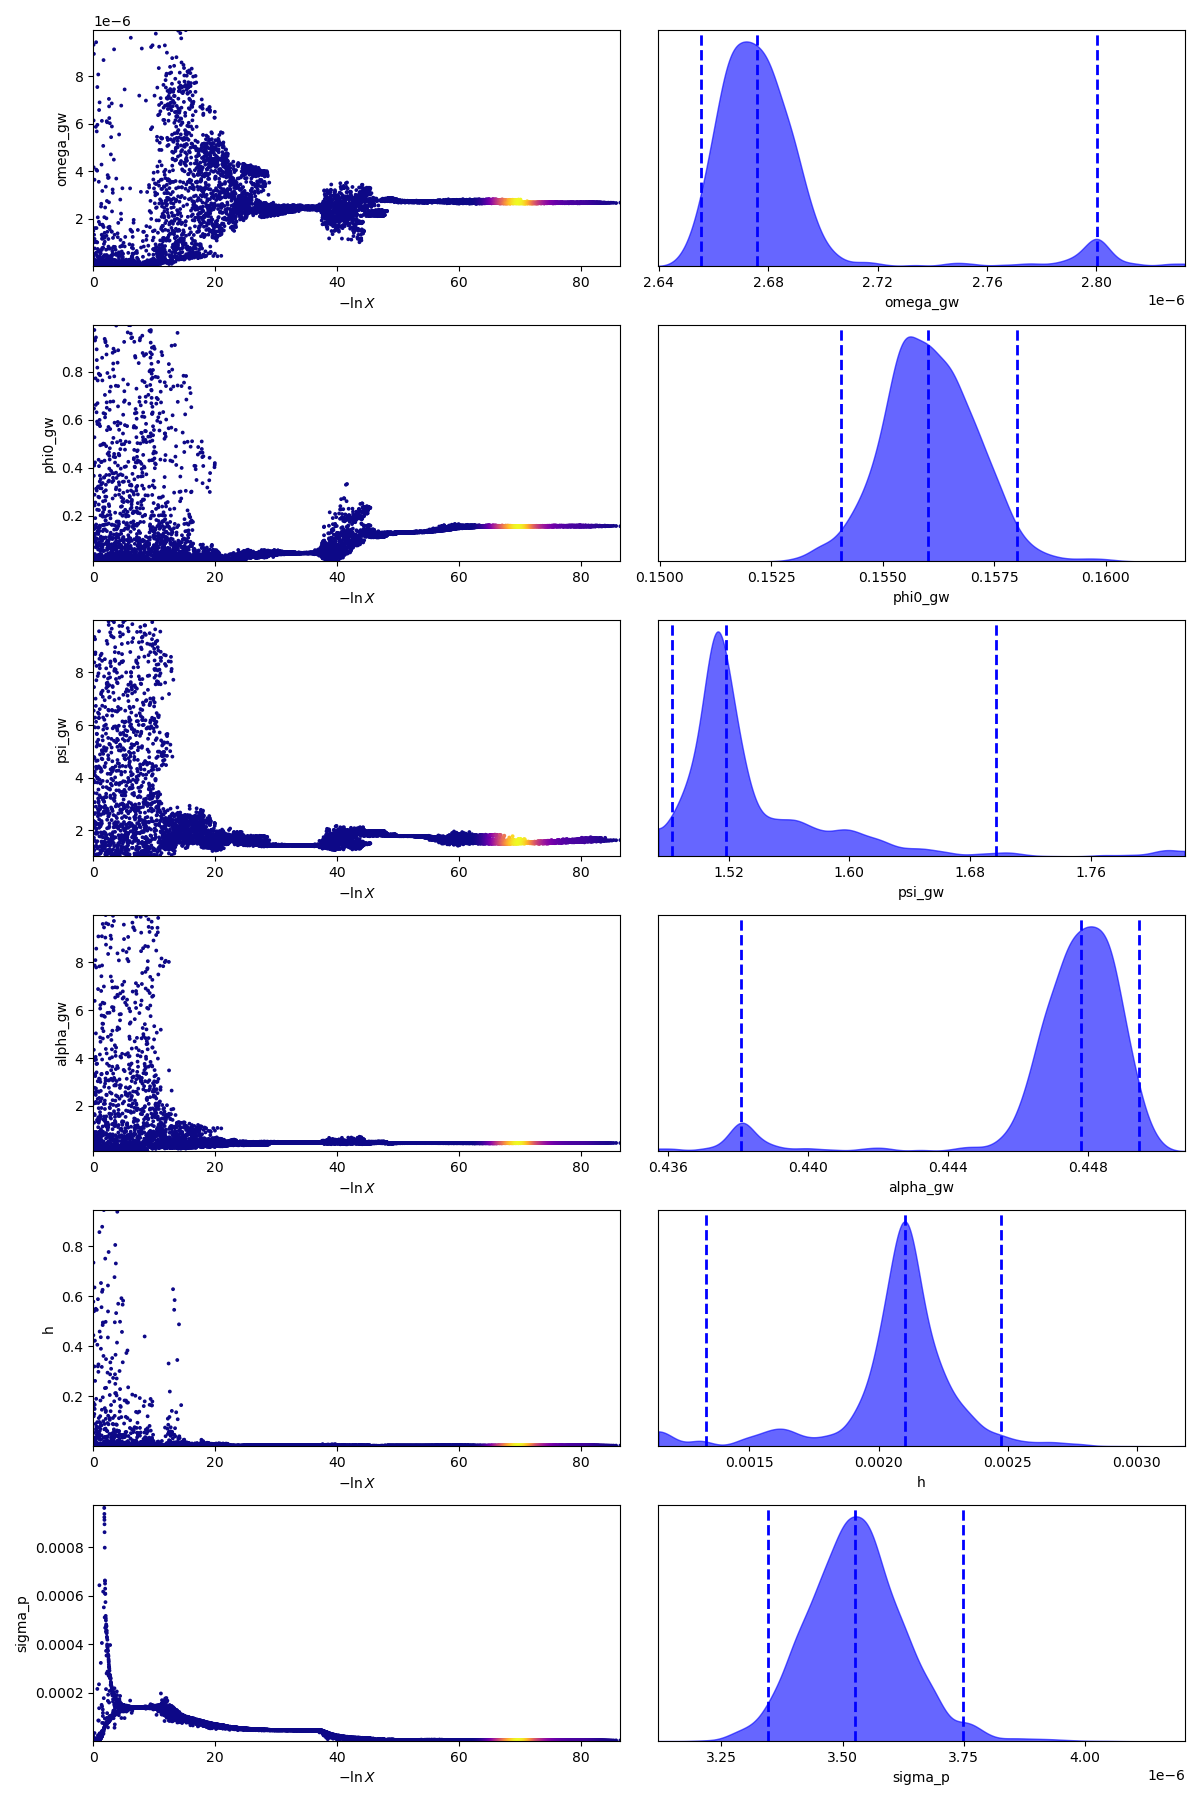 1e−6
omega_gw
8
6
4
2
0 20 40 60 80
−ln X
2.64 2.68 2.72 2.76 2.80
1e−6
omega_gw
phi0_gw
0.8
0.6
0.4
0.2
0 20 40 60 80
−ln X
0.1500 0.1525 0.1550 0.1575 0.1600
phi0_gw
psi_gw
8
6
4
2
0 20 40 60 80
−ln X
1.52 1.60 1.68 1.76
psi_gw
alpha_gw
8
6
4
2
0 20 40 60 80
−ln X
0.436 0.440 0.444 0.448
alpha_gw
h
0.8
0.6
0.4
0.2
0 20 40 60 80
−ln X
0.0015 0.0020 0.0025 0.0030
h
sigma_p
0.0008
0.0006
0.0004
0.0002
0 20 40 60 80
−ln X
3.25 3.50 3.75 4.00
1e−6
sigma_p